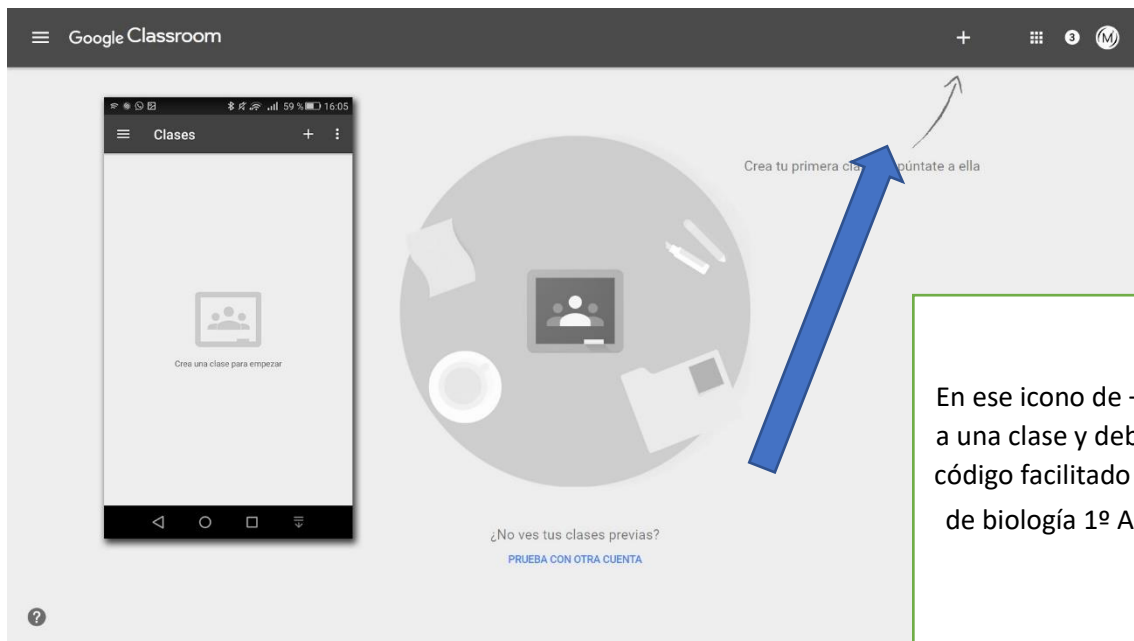 Google Classroom
3
M
59 % 16:05
Clases
Crea una clase para empezar
Crea tu primera púntate a ella
¿No ves tus clases previas?
PRUEBA CON OTRA CUENTA
?
En ese icono de
a una clase y deb
código facilitado
de biología 1º A